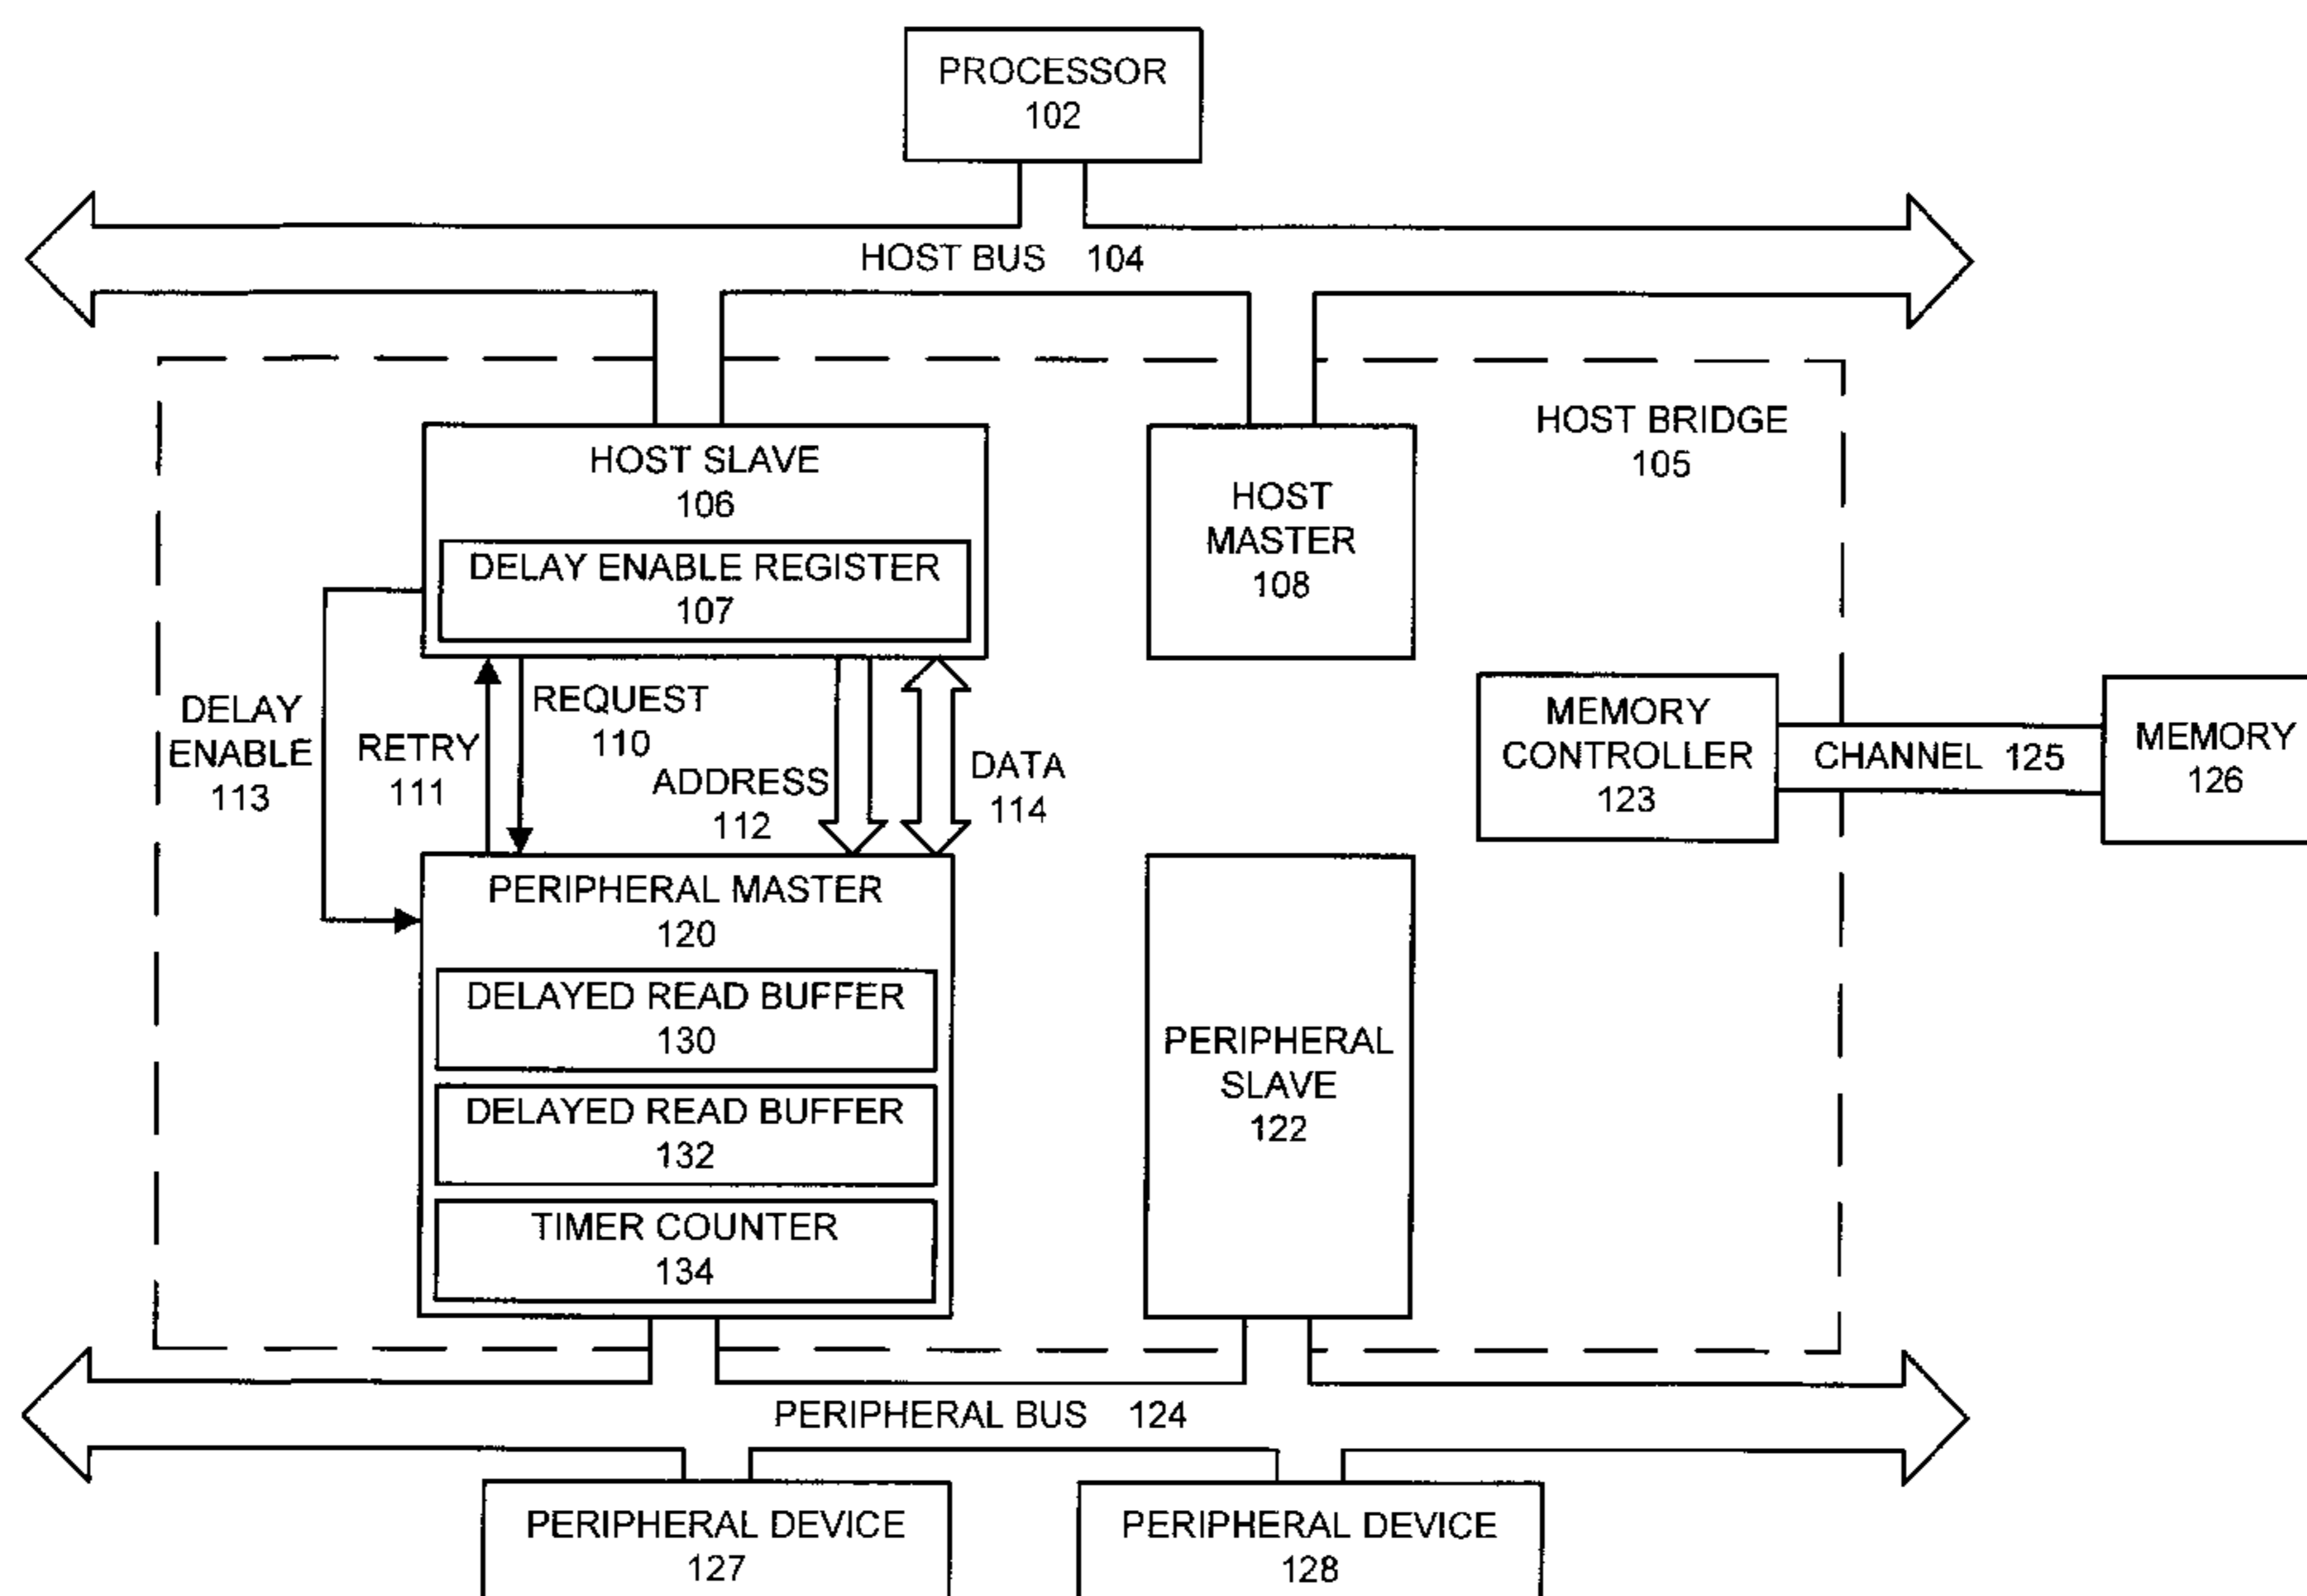 PROCESSOR
102
HOST BUS 104
HOST BRIDGE
105
HOST SLAVE
106
DELAY ENABLE REGISTER
107
HOST
MASTER
108
DELAY
ENABLE
113
RETRY
111
REQUEST
110
ADDRESS
112
DATA
114
MEMORY
CONTROLLER
123
CHANNEL 125
MEMORY
126
PERIPHERAL MASTER
120
DELAYED READ BUFFER
130
DELAYED READ BUFFER
132
TIMER COUNTER
134
PERIPHERAL
SLAVE
122
PERIPHERAL BUS 124
PERIPHERAL DEVICE
127
PERIPHERAL DEVICE
128